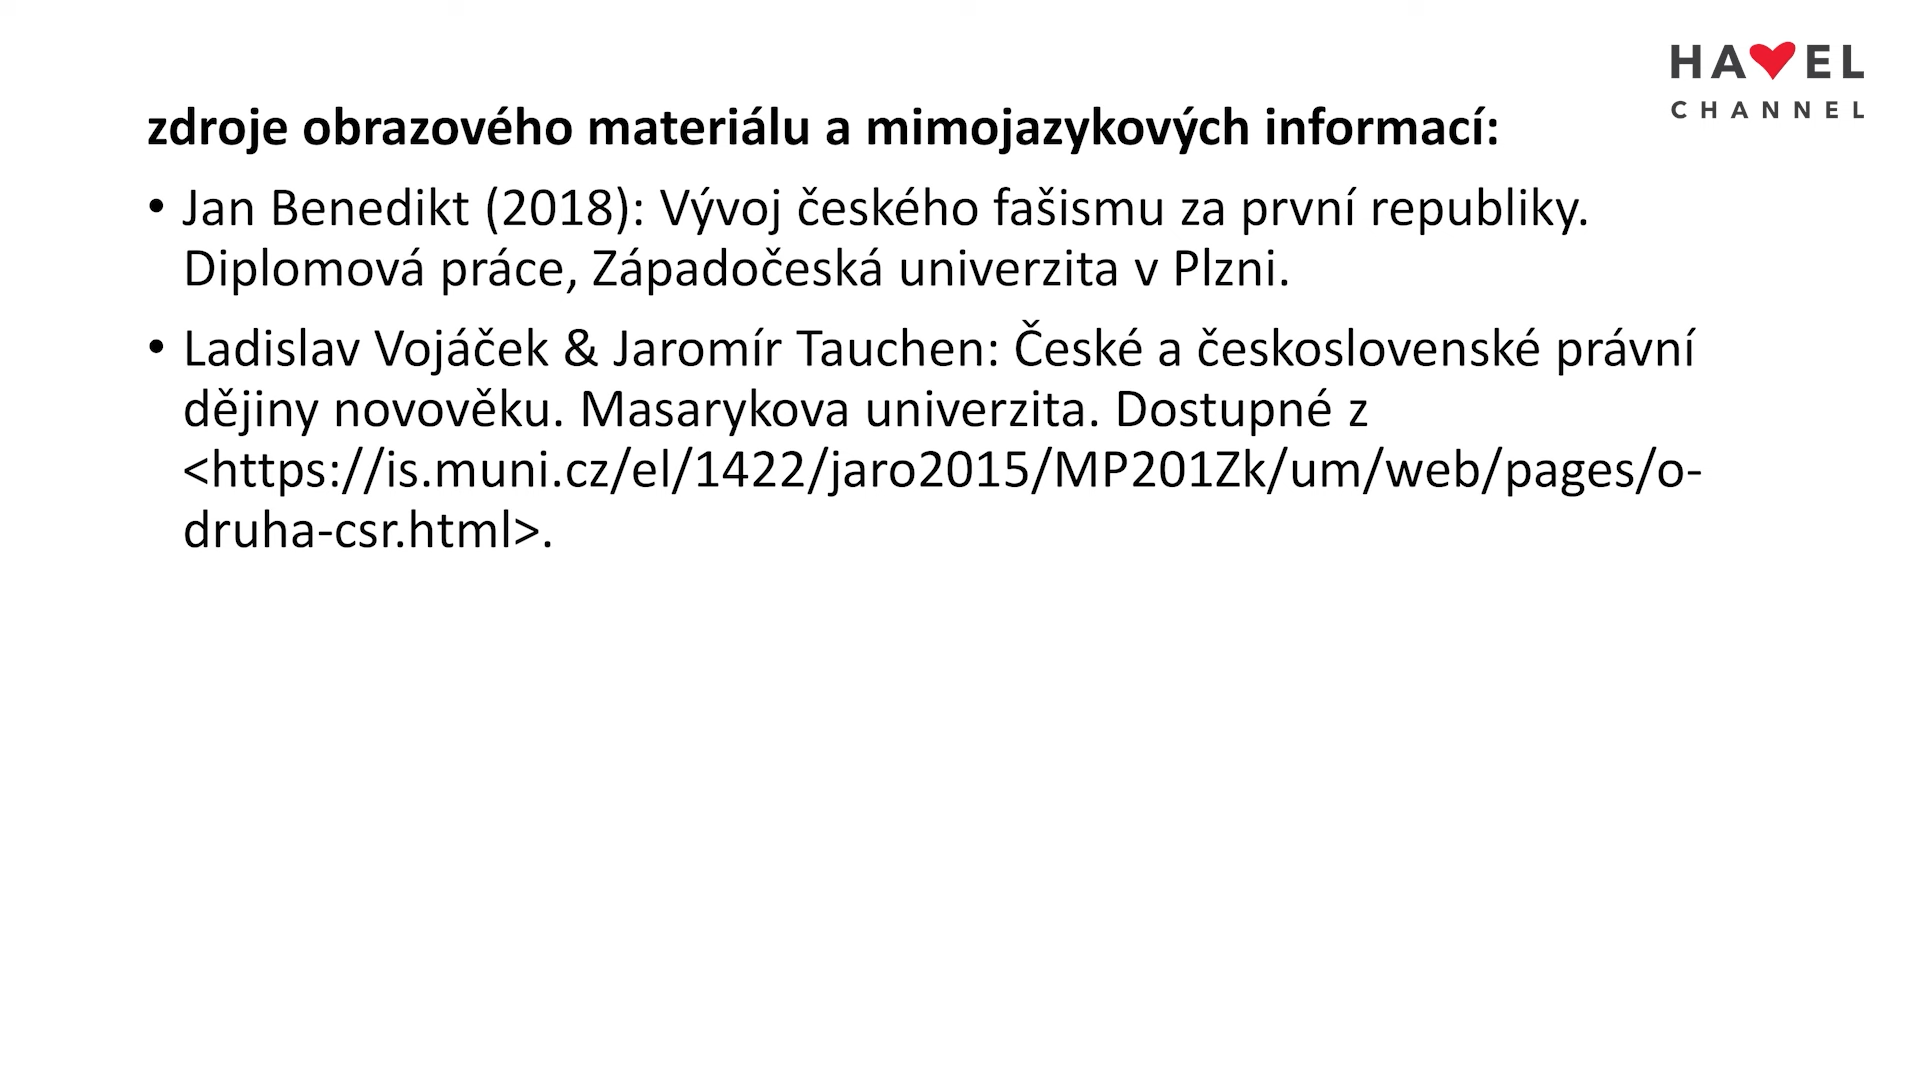 HAVEL
CHANNEL
zdroje obrazového materiálu a mimojazykových informací:
• Jan Benedikt (2018): Vývoj českého fašismu za první republiky.
Diplomová práce, Západočeská univerzita v Plzni.
• Ladislav Vojáček & Jaromír Tauchen: České a československé právní
dějiny novověku. Masarykova univerzita. Dostupné z
<https://is.muni.cz/el/1422/jaro2015/MP201Zk/um/web/pages/o-
druha-csr.html>.